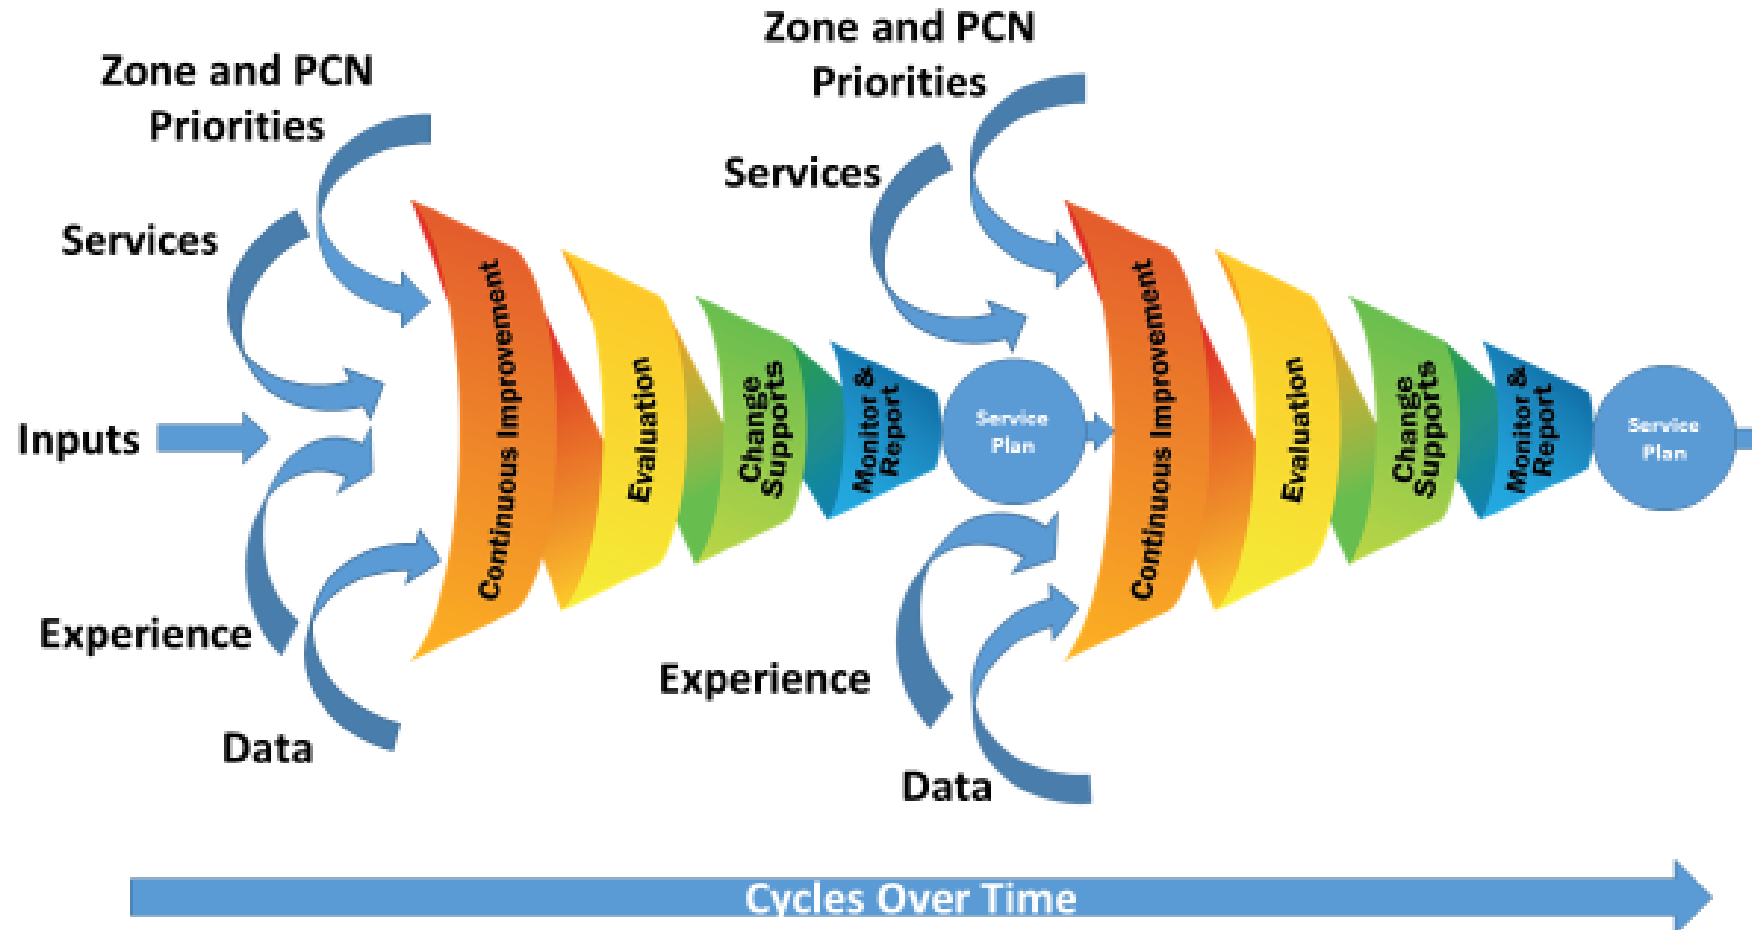 Zone and PCN
Priorities
Services
Inputs
Experience
Data
Continuous Improvement
Evaluation
Change
Supports
Monitor &
Report
Service
Plan
Zone and PCN
Priorities
Services
Experience
Data
Continuous Improvement
Evaluation
Change
Supports
Monitor &
Report
Service
Plan
Cycles Over Time